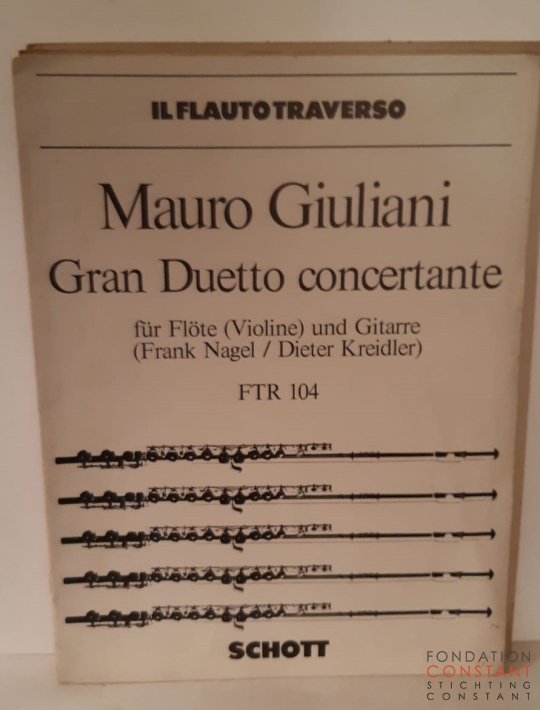 IL FLAUTO TRAVERSO
Mauro Giuliani
Gran Duetto concertante
für Flöte (Violine) und Gitarre
(Frank Nagel / Dieter Kreidler)
FTR 104
SCHOTT
FONDATION
CONSTANT
STICHTING
CONSTANT